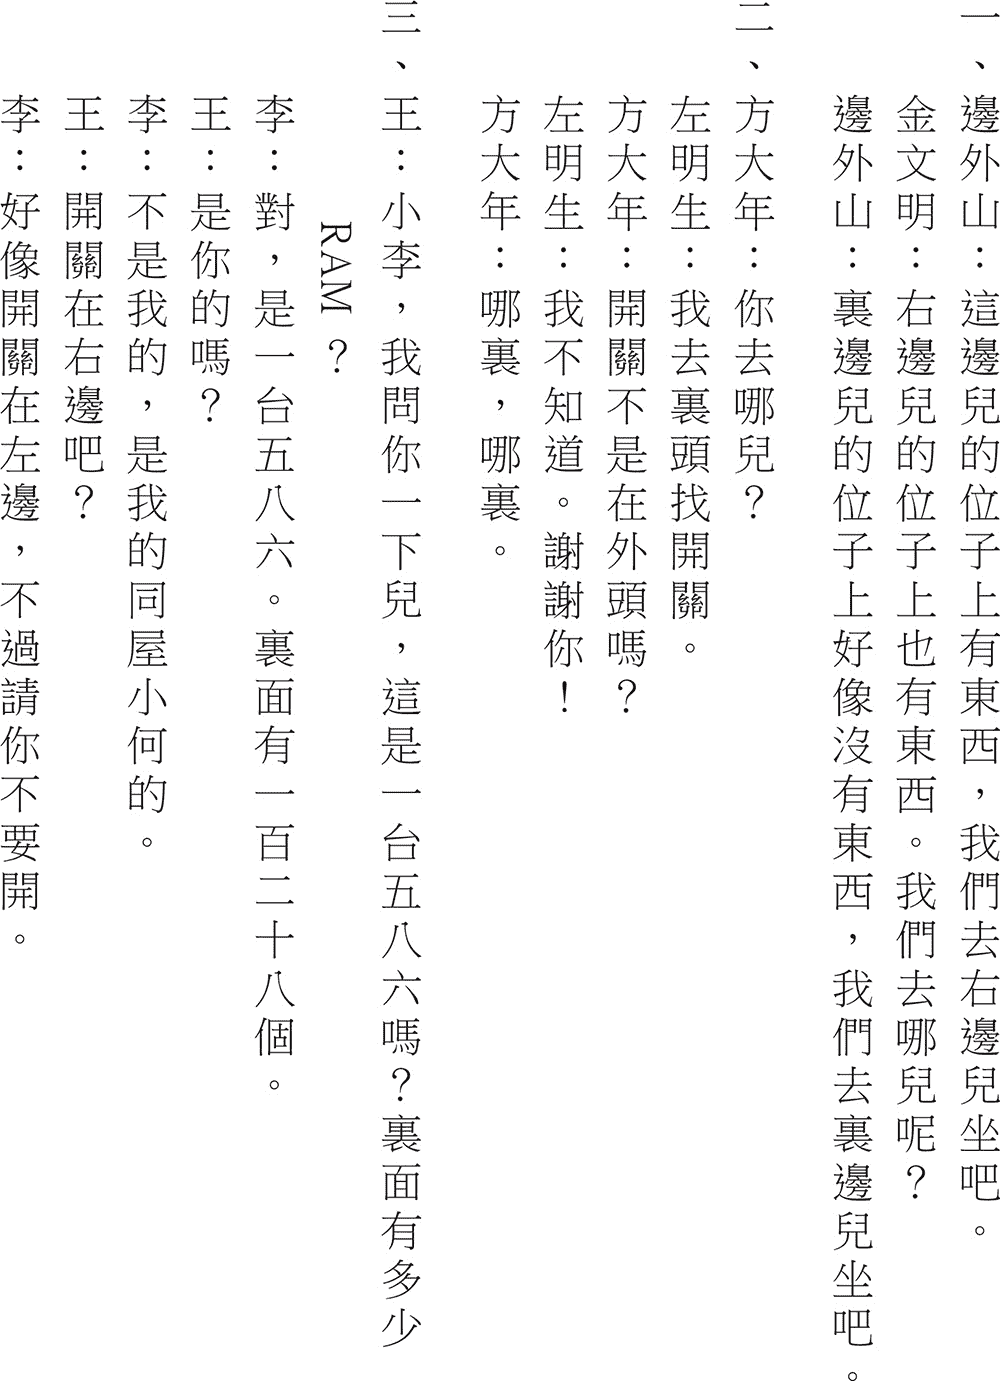 一、邊外山：這邊兒的位子上有東西，我們去右邊兒坐吧。
金文明：右邊兒的位子上也有東西。我們去哪兒呢？
邊外山：裏邊兒的位子上好像沒有東西，我們去裏邊兒坐吧。
二、方大年：你去哪兒？
左明生：我去裏頭找開關。
方大年：開關不是在外頭嗎？
左明生：我不知道。謝謝你！
方大年：哪裏，哪裏。
三、王：小李，我問你一下兒，這是一台五八六嗎？裏面有多少
RAM？
李：對，是一台五八六。裏面有一百二十八個。
王：是你的嗎？
李：不是我的，是我的同屋小何的。
王：開關在右邊吧？
李：好像開關在左邊，不過請你不要開。